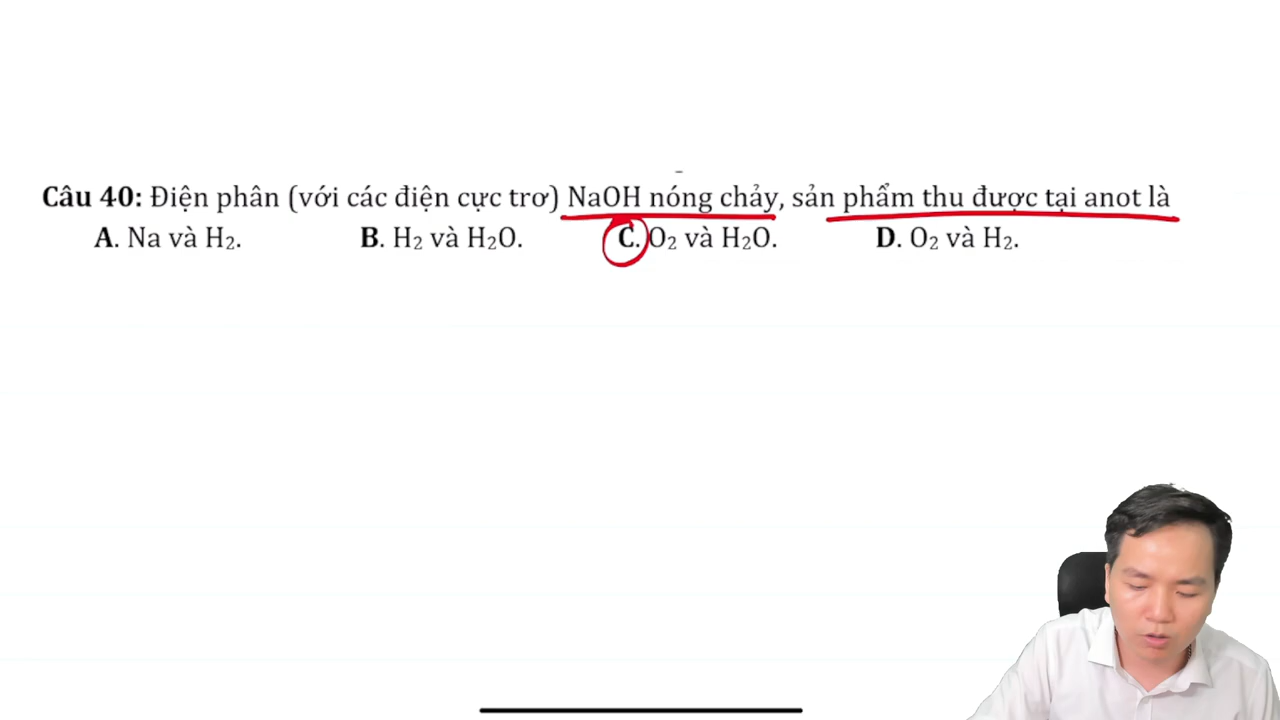 Câu 40: Điện phân (với các điện cực trơ) NaOH nóng chảy, sản phẩm thu được tại anot là
A. Na và H₂. B. H₂ và H₂O. C. O₂ và H₂O. D. O₂ và H₂.